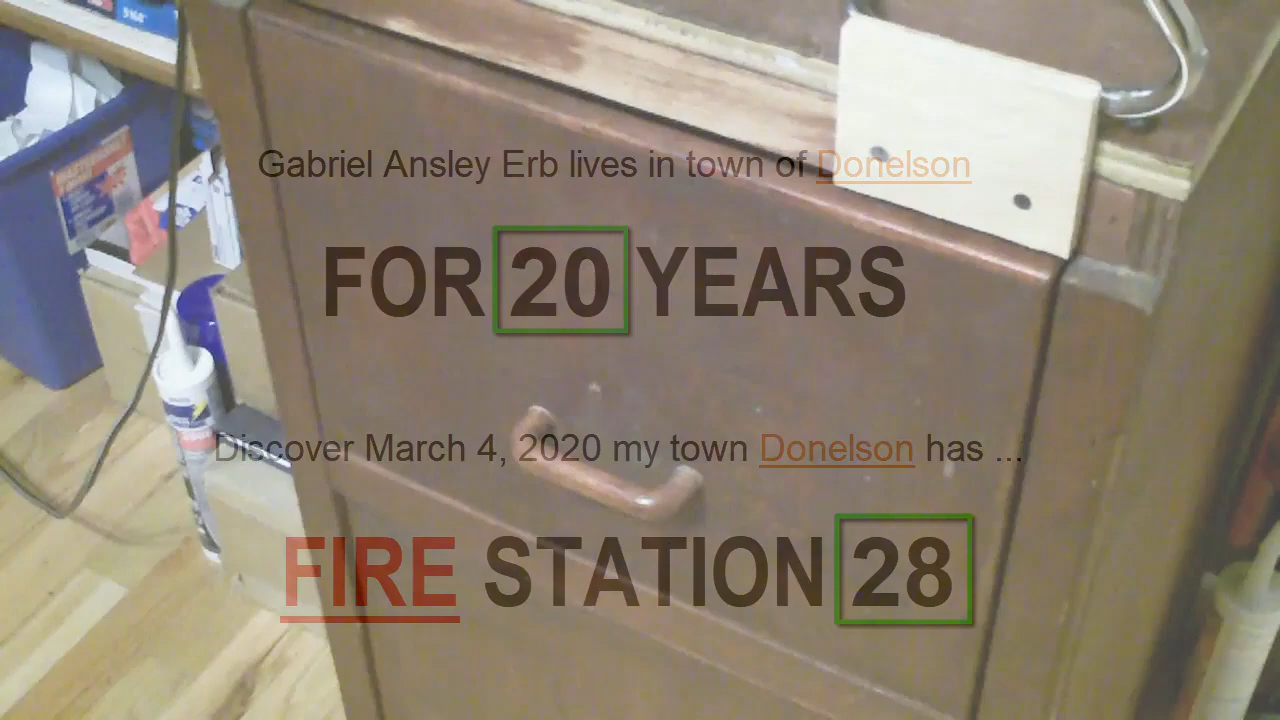 9160
Gabriel Ansley Erb lives in town of Donelson
FOR 20 YEARS
Discover March 4, 2020 my town Donelson has ...
FIRE STATION 28